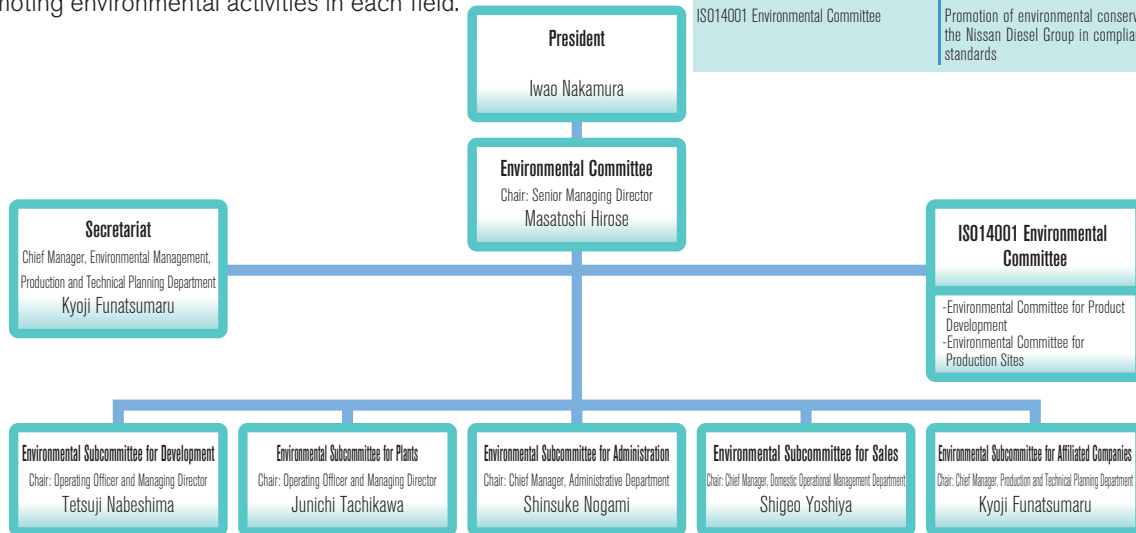 moting environmental activities in each field.
ISO14001 Environmental Committee
Promotion of environmental conserv
the Nissan Diesel Group in complia
standards
President
Iwao Nakamura
Environmental Committee
Chair: Senior Managing Director
Masatoshi Hirose
Secretariat
Chief Manager, Environmental Management,
Production and Technical Planning Department
Kyoji Funatsumaru
ISO14001 Environmental
Committee
-Environmental Committee for Product
Development
-Environmental Committee for
Production Sites
Environmental Subcommittee for Development
Chair: Operating Officer and Managing Director
Tetsuji Nabeshima
Environmental Subcommittee for Plants
Chair: Operating Officer and Managing Director
Junichi Tachikawa
Environmental Subcommittee for Administration
Chair: Chief Manager, Administrative Department
Shinsuke Nogami
Environmental Subcommittee for Sales
Chair: Chief Manager, Domestic Operational Management Department
Shigeo Yoshiya
Environmental Subcommittee for Affiliated Companies
Chair: Chief Manager, Production and Technical Planning Department
Kyoji Funatsumaru